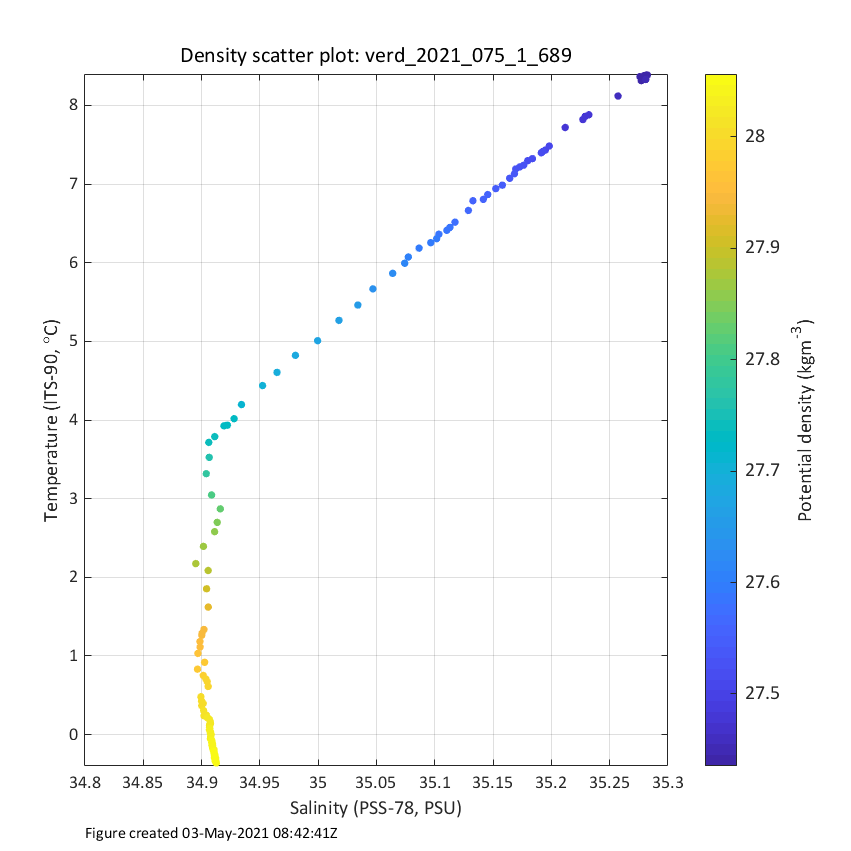 Density scatter plot: verd_2021_075_1_689
8
7
6
5
4
3
2
1
0
Temperature (ITS-90, °C)
34.8 34.85 34.9 34.95 35 35.05 35.1 35.15 35.2 35.25 35.3
Salinity (PSS-78, PSU)
28
27.9
27.8
27.7
27.6
27.5
Potential density (kgm⁻³)
Figure created 03-May-2021 08:42:41Z